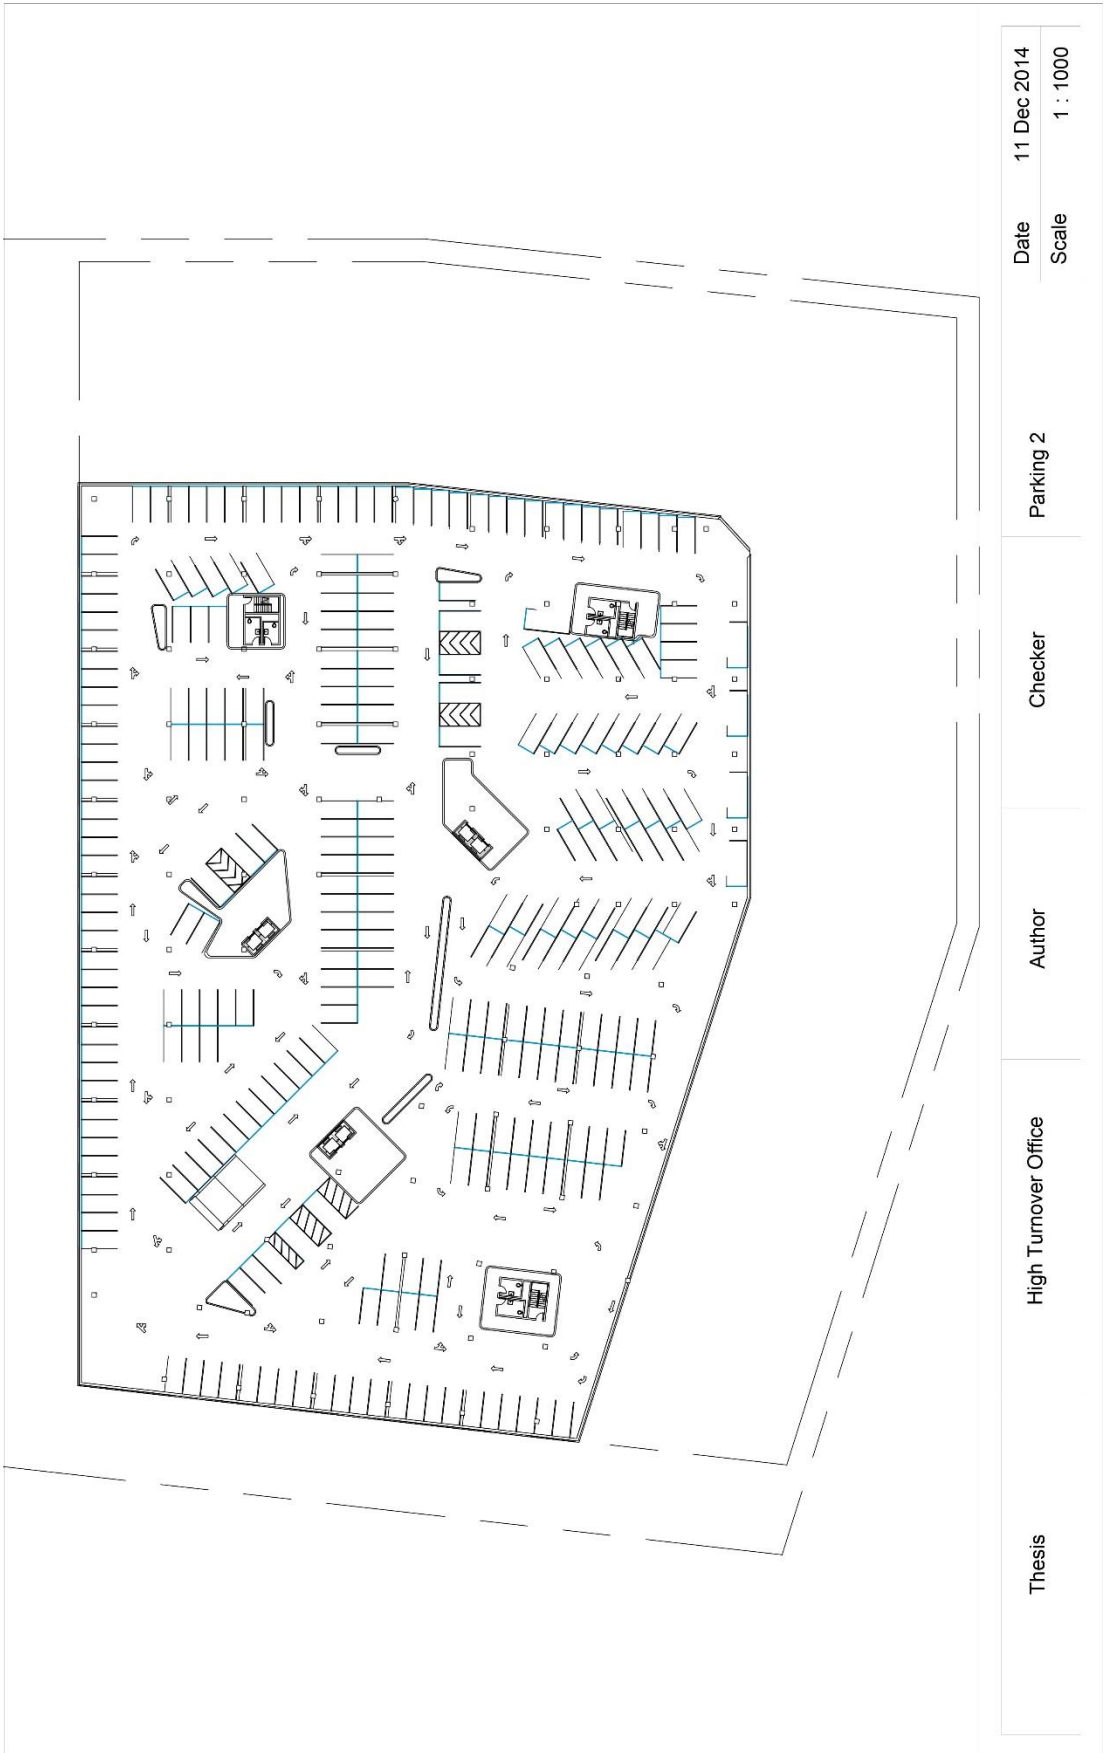 Thesis
High Turnover Office
Author
Checker
Parking 2
Date 11 Dec 2014
Scale 1 : 1000